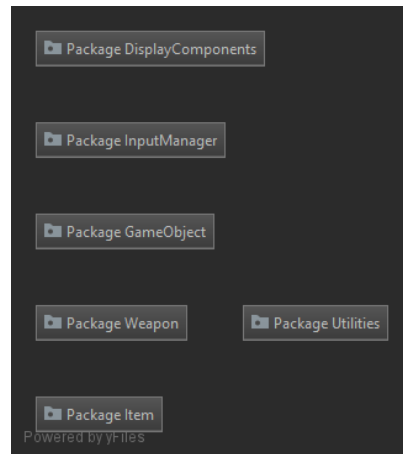 Package DisplayComponents
Package InputManager
Package GameObject
Package Weapon
Package Utilities
Package Item
Powered by yFiles